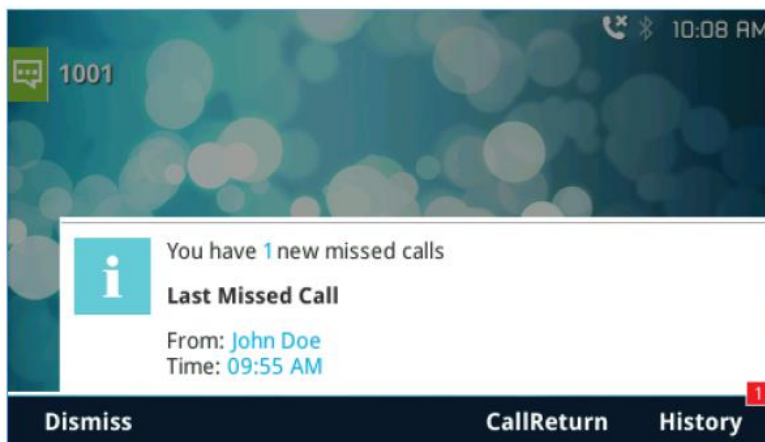 10:08 AM
1001
You have 1 new missed calls
Last Missed Call
From: John Doe
Time: 09:55 AM
1
Dismiss CallReturn History